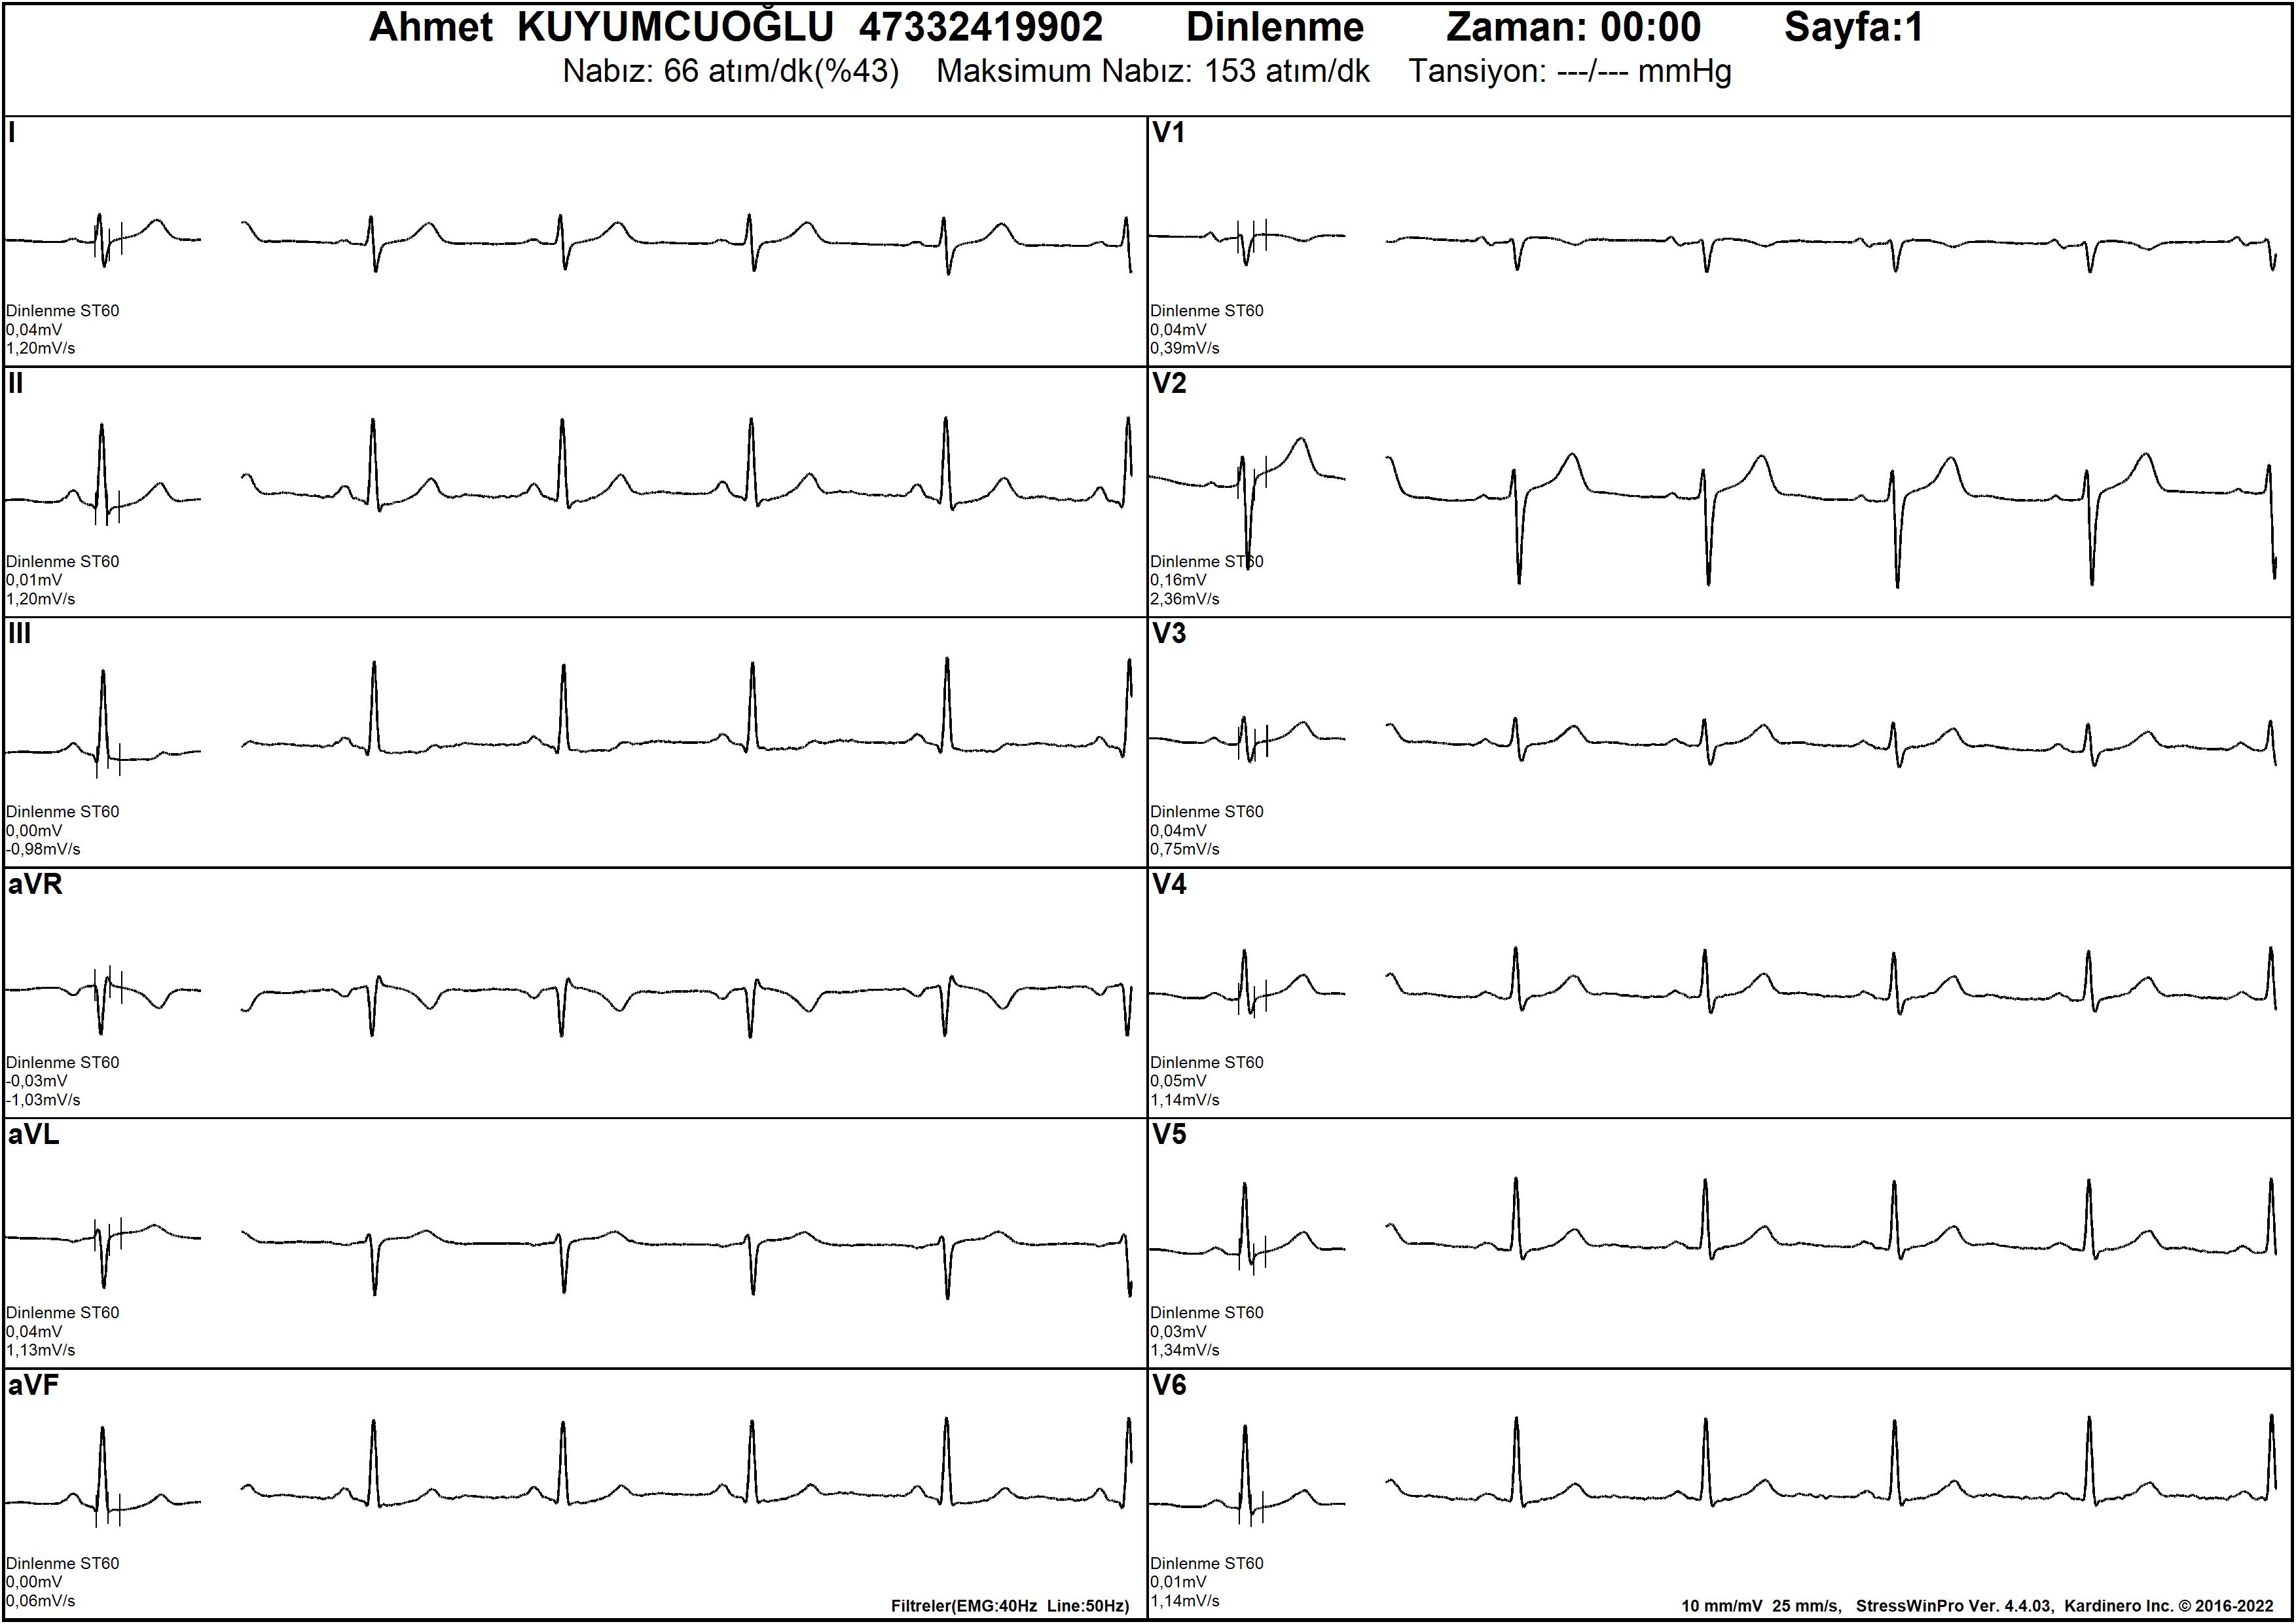 Ahmet KUYUMCUOĞLU 47332419902 Dinlenme Zaman: 00:00 Sayfa:1
Nabız: 66 atım/dk(%43) Maksimum Nabız: 153 atım/dk Tansiyon: ---/--- mmHg
I
Dinlenme ST60
0,04mV
1,20mV/s
II
Dinlenme ST60
0,01mV
1,20mV/s
III
Dinlenme ST60
0,00mV
-0,98mV/s
aVR
Dinlenme ST60
-0,03mV
-1,03mV/s
aVL
Dinlenme ST60
0,04mV
1,13mV/s
aVF
Dinlenme ST60
0,00mV
0,06mV/s
Filtreler(EMG:40Hz Line:50Hz)
V1
Dinlenme ST60
0,04mV
0,39mV/s
V2
Dinlenme ST60
0,16mV
2,36mV/s
V3
Dinlenme ST60
0,04mV
0,75mV/s
V4
Dinlenme ST60
0,05mV
1,14mV/s
V5
Dinlenme ST60
0,03mV
1,34mV/s
V6
Dinlenme ST60
0,01mV
1,14mV/s
10 mm/mV 25 mm/s, StressWinPro Ver. 4.4.03, Kardinero Inc. © 2016-2022